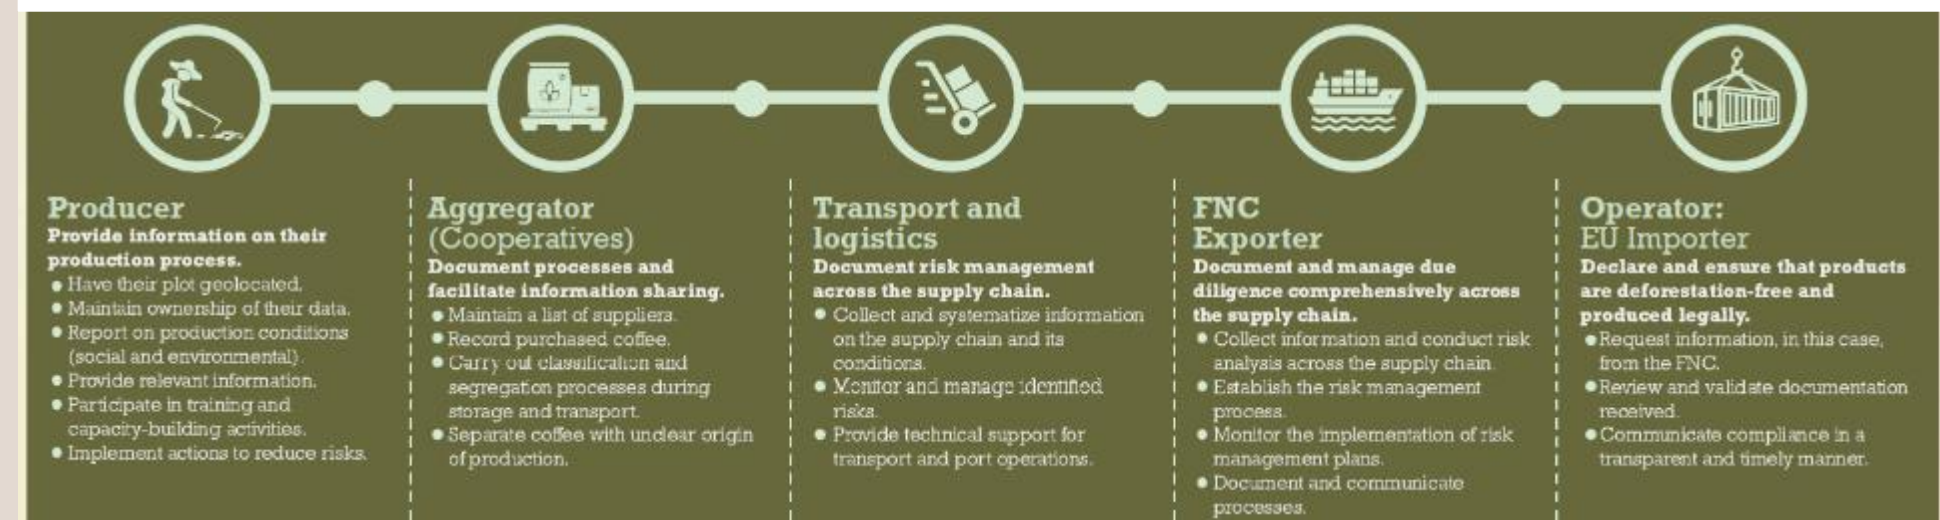 Producer
Provide information on their
production process.
• Have their plot geolocated.
• Maintain ownership of their data.
• Report on production conditions
(social and environmental).
• Provide relevant information.
• Participate in training and
capacity-building activities.
• Implement actions to reduce risks.
Aggregator
(Cooperatives)
Document processes and
facilitate information sharing.
• Maintain a list of suppliers.
• Record purchased coffee.
• Carry out classification and
segregation processes during
storage and transport.
• Separate coffee with unclear origin
of production.
Transport and
logistics
Document risk management
across the supply chain.
• Collect and systematize information
on the supply chain and its
conditions.
• Monitor and manage identified
risks.
• Provide technical support for
transport and port operations.
FNC
Exporter
Document and manage due
diligence comprehensively across
the supply chain.
• Collect information and conduct risk
analysis across the supply chain.
• Establish the risk management
process.
• Monitor the implementation of risk
management plans.
• Document and communicate
processes.
Operator:
EU Importer
Declare and ensure that products
are deforestation-free and
produced legally.
• Request information, in this case,
from the FNC.
• Review and validate documentation
received.
• Communicate compliance in a
transparent and timely manner.